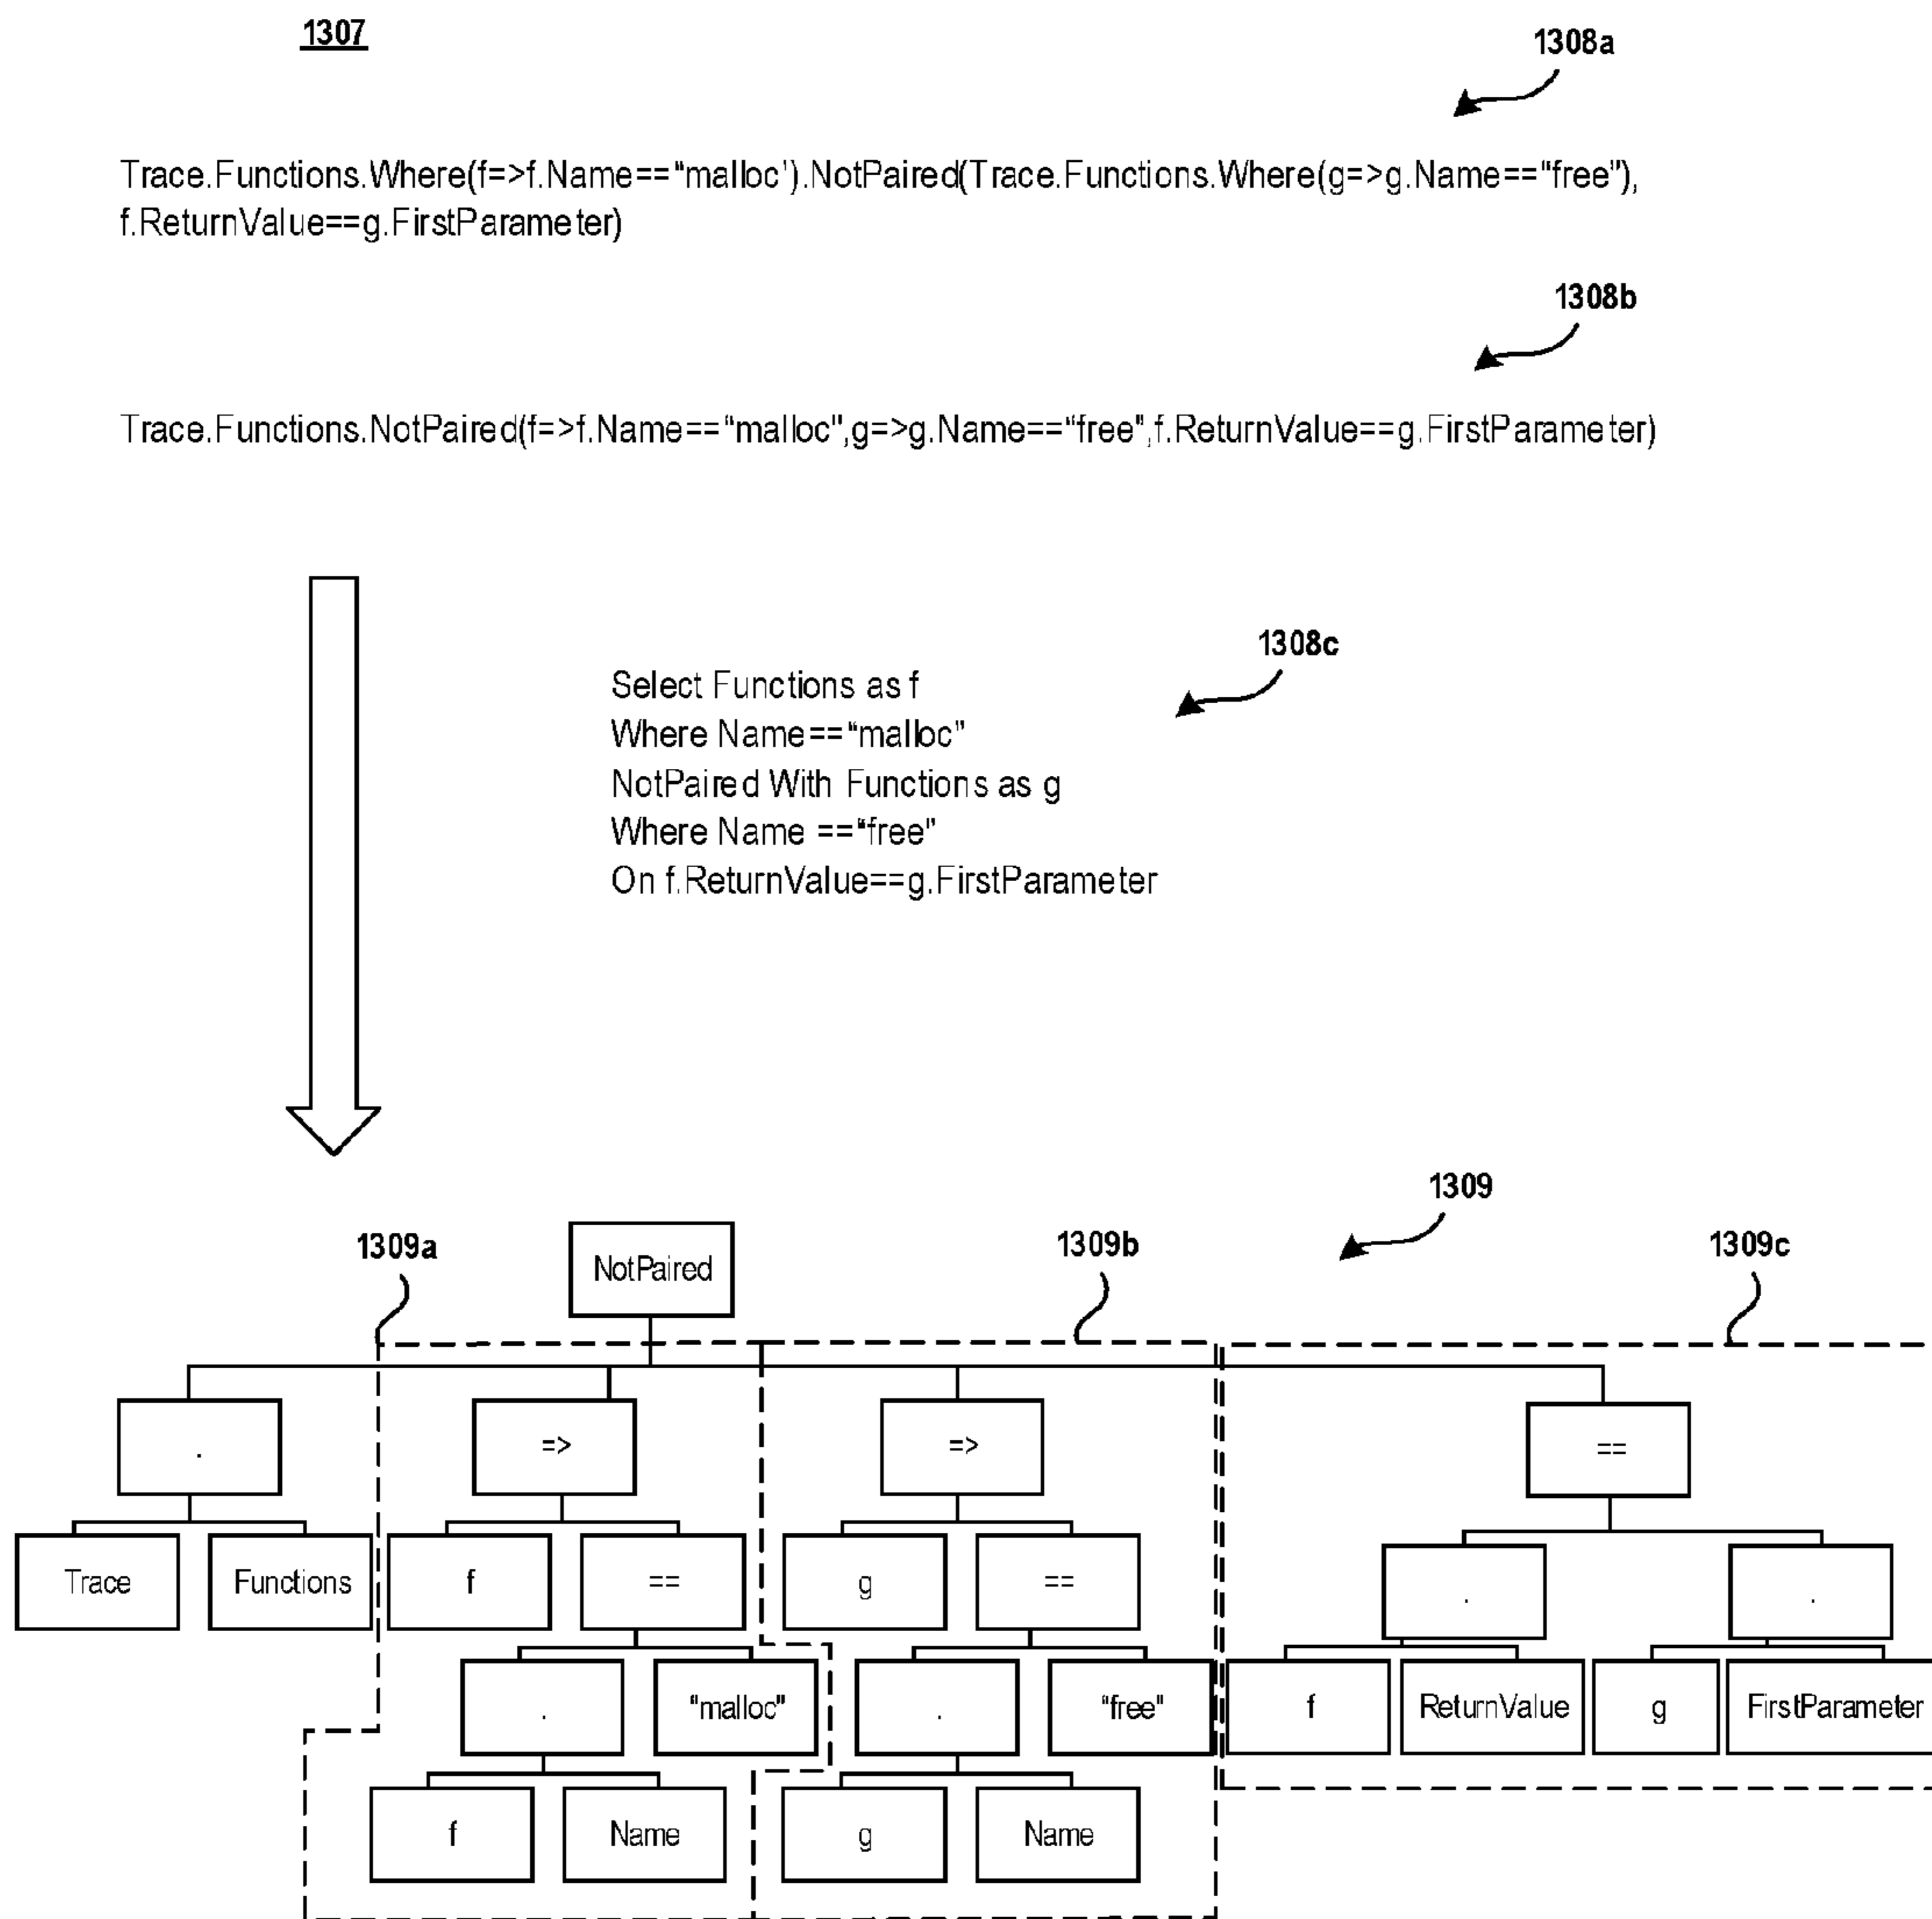 1307
1308a
Trace.Functions.Where(f=>f.Name=="malloc').NotPaired(Trace.Functions.Where(g=>g.Name=="free"),
f.ReturnValue==g.FirstParameter)
1308b
Trace.Functions.NotPaired(f=>f.Name=="malloc",g=>g.Name=="free",f.ReturnValue==g.FirstParameter)
1308c
Select Functions as f
Where Name=="malloc"
NotPaired With Functions as g
Where Name =="free"
On f.ReturnValue==g.FirstParameter
1309
1309a
NotPaired
1309b
1309c
. => => ==
Trace Functions f == g == . .
. "malloc" . "free" f ReturnValue g FirstParameter
f Name g Name